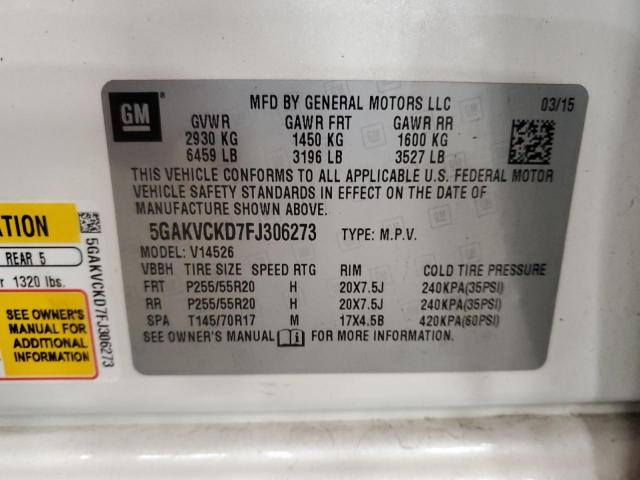 GM
MFD BY GENERAL MOTORS LLC 03/15
GVWR GAWR FRT GAWR RR
2930 KG 1450 KG 1600 KG
6459 LB 3196 LB 3527 LB
THIS VEHICLE CONFORMS TO ALL APPLICABLE U.S. FEDERAL MOTOR
VEHICLE SAFETY STANDARDS IN EFFECT ON THE DATE OF
MANUFACTURE SHOWN ABOVE.
5GAKVCKD7FJ306273 TYPE: M.P.V.
MODEL: V14526
VBBH TIRE SIZE SPEED RTG RIM COLD TIRE PRESSURE
FRT P255/55R20 H 20X7.5J 240KPA(35PSI)
RR P255/55R20 H 20X7.5J 240KPA(35PSI)
SPA T145/70R17 M 17X4.5B 420KPA(60PSI)
SEE OWNER'S MANUAL FOR MORE INFORMATION.
REAR 5
1320 lbs.
SEE OWNER'S
MANUAL FOR
ADDITIONAL
INFORMATION
5GAKVCKD7FJ306273